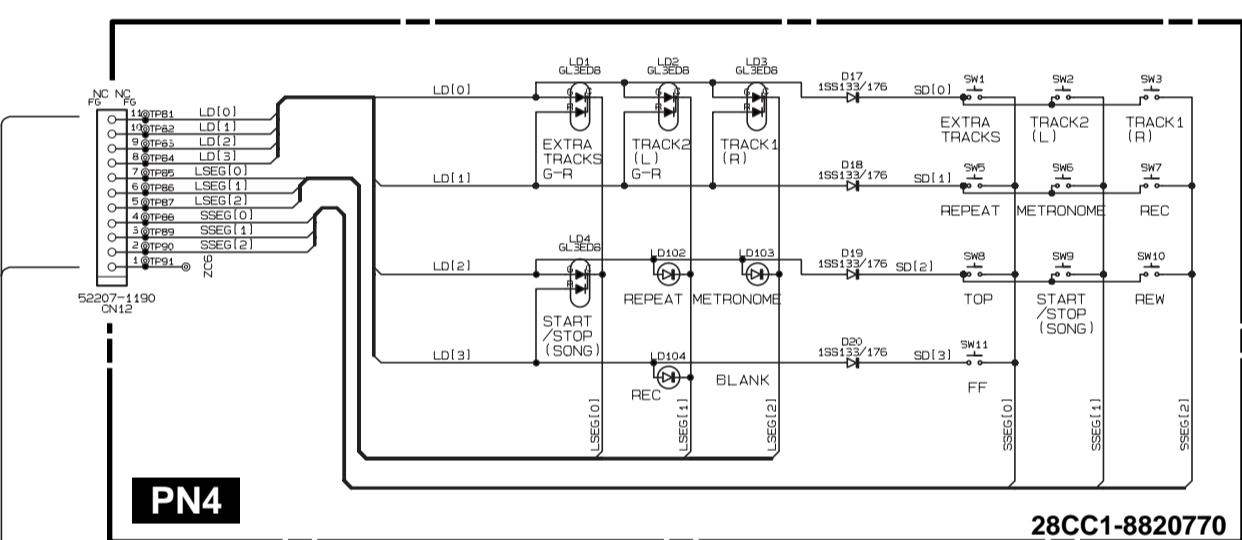 NC NC
FG FG
11 TP81 LD[0]
10 TP82 LD[1]
9 TP83 LD[2]
8 TP84 LD[3]
7 TP85 LSEG[0]
6 TP86 LSEG[1]
5 TP87 LSEG[2]
4 TP86 SSEG[0]
3 TP89 SSEG[1]
2 TP90 SSEG[2]
1 TP91
ZC6
52207-1190
CN12
LD[0]
LD1
GL3ED8
G
R
EXTRA
TRACKS
G-R
LD2
GL3ED8
G
R
TRACK2
(L)
G-R
LD3
GL3ED8
G
R
TRACK1
(R)
D17
1SS133/176
SD[0]
SW1
EXTRA
TRACKS
SW2
TRACK2
(L)
SW3
TRACK1
(R)
LD[1]
D18
1SS133/176
SD[1]
SW5
REPEAT
SW6
METRONOME
SW7
REC
LD[2]
LD4
GL3ED8
G
R
START
/STOP
(SONG)
LD102
REPEAT
LD103
METRONOME
D19
1SS133/176
SD[2]
SW8
TOP
SW9
START
/STOP
(SONG)
SW10
REW
LD[3]
LD104
REC
BLANK
D20
1SS133/176
SD[3]
SW11
FF
LSEG[0]
LSEG[1]
LSEG[2]
SSEG[0]
SSEG[1]
SSEG[2]
PN4
28CC1-8820770